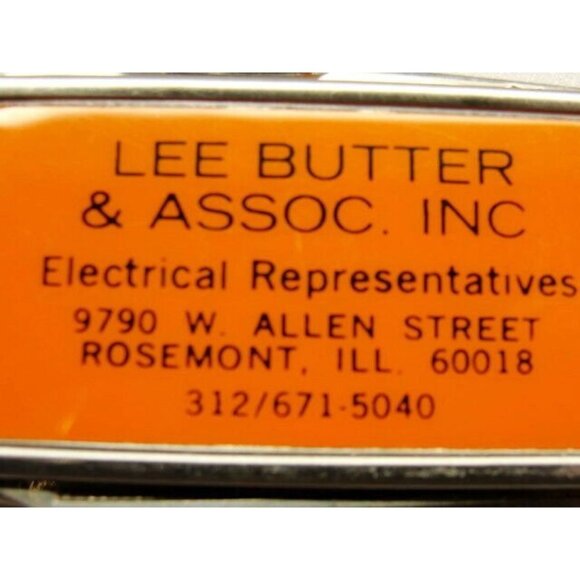 LEE BUTTER
& ASSOC. INC
Electrical Representatives
9790 W. ALLEN STREET
ROSEMONT, ILL. 60018
312/671-5040